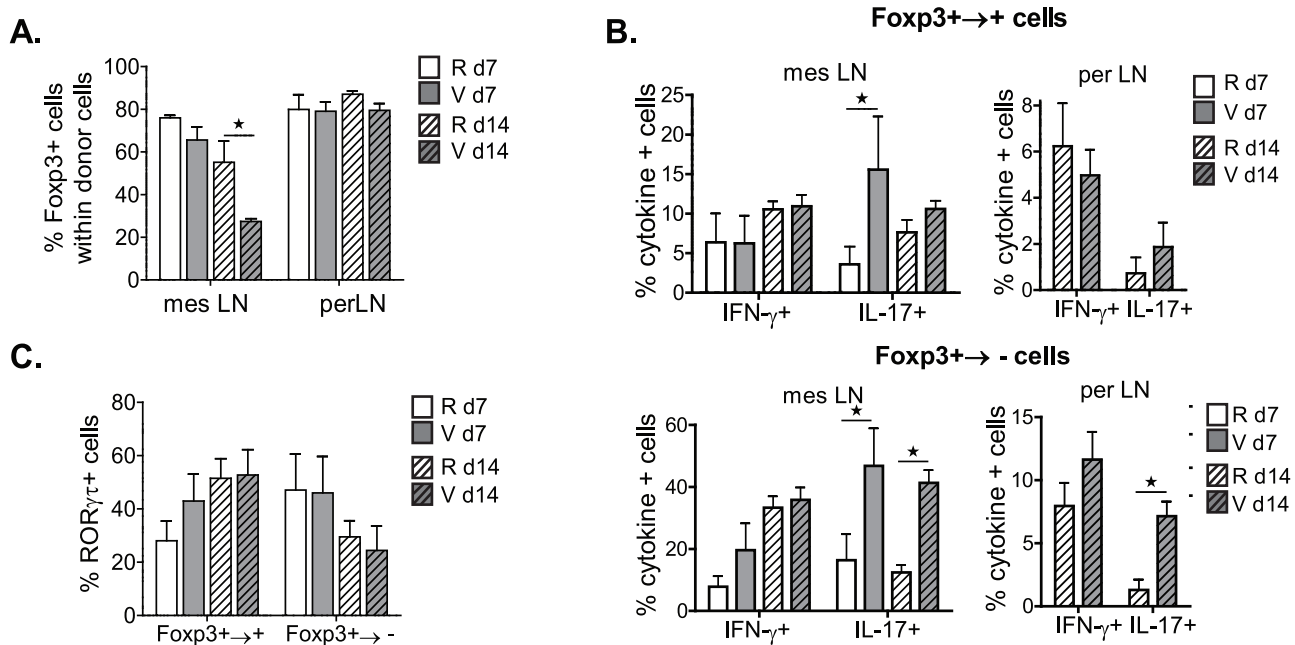 A.
% Foxp3+ cells
within donor cells
100
80
60
40
20
0
★
mes LN
perLN
R d7
V d7
R d14
V d14
B.
Foxp3+→+ cells
mes LN
% cytokine + cells
25
20
15
10
5
0
★
IFN-γ+
IL-17+
per LN
% cytokine + cells
8
6
4
2
0
IFN-γ+
IL-17+
R d7
V d7
R d14
V d14
C.
% RORγτ+ cells
80
60
40
20
0
Foxp3+→+
Foxp3+→ -
R d7
V d7
R d14
V d14
Foxp3+→ - cells
mes LN
% cytokine + cells
60
40
20
0
★
★
IFN-γ+
IL-17+
per LN
% cytokine + cells
15
10
5
0
★
IFN-γ+
IL-17+
R d7
V d7
R d14
V d14